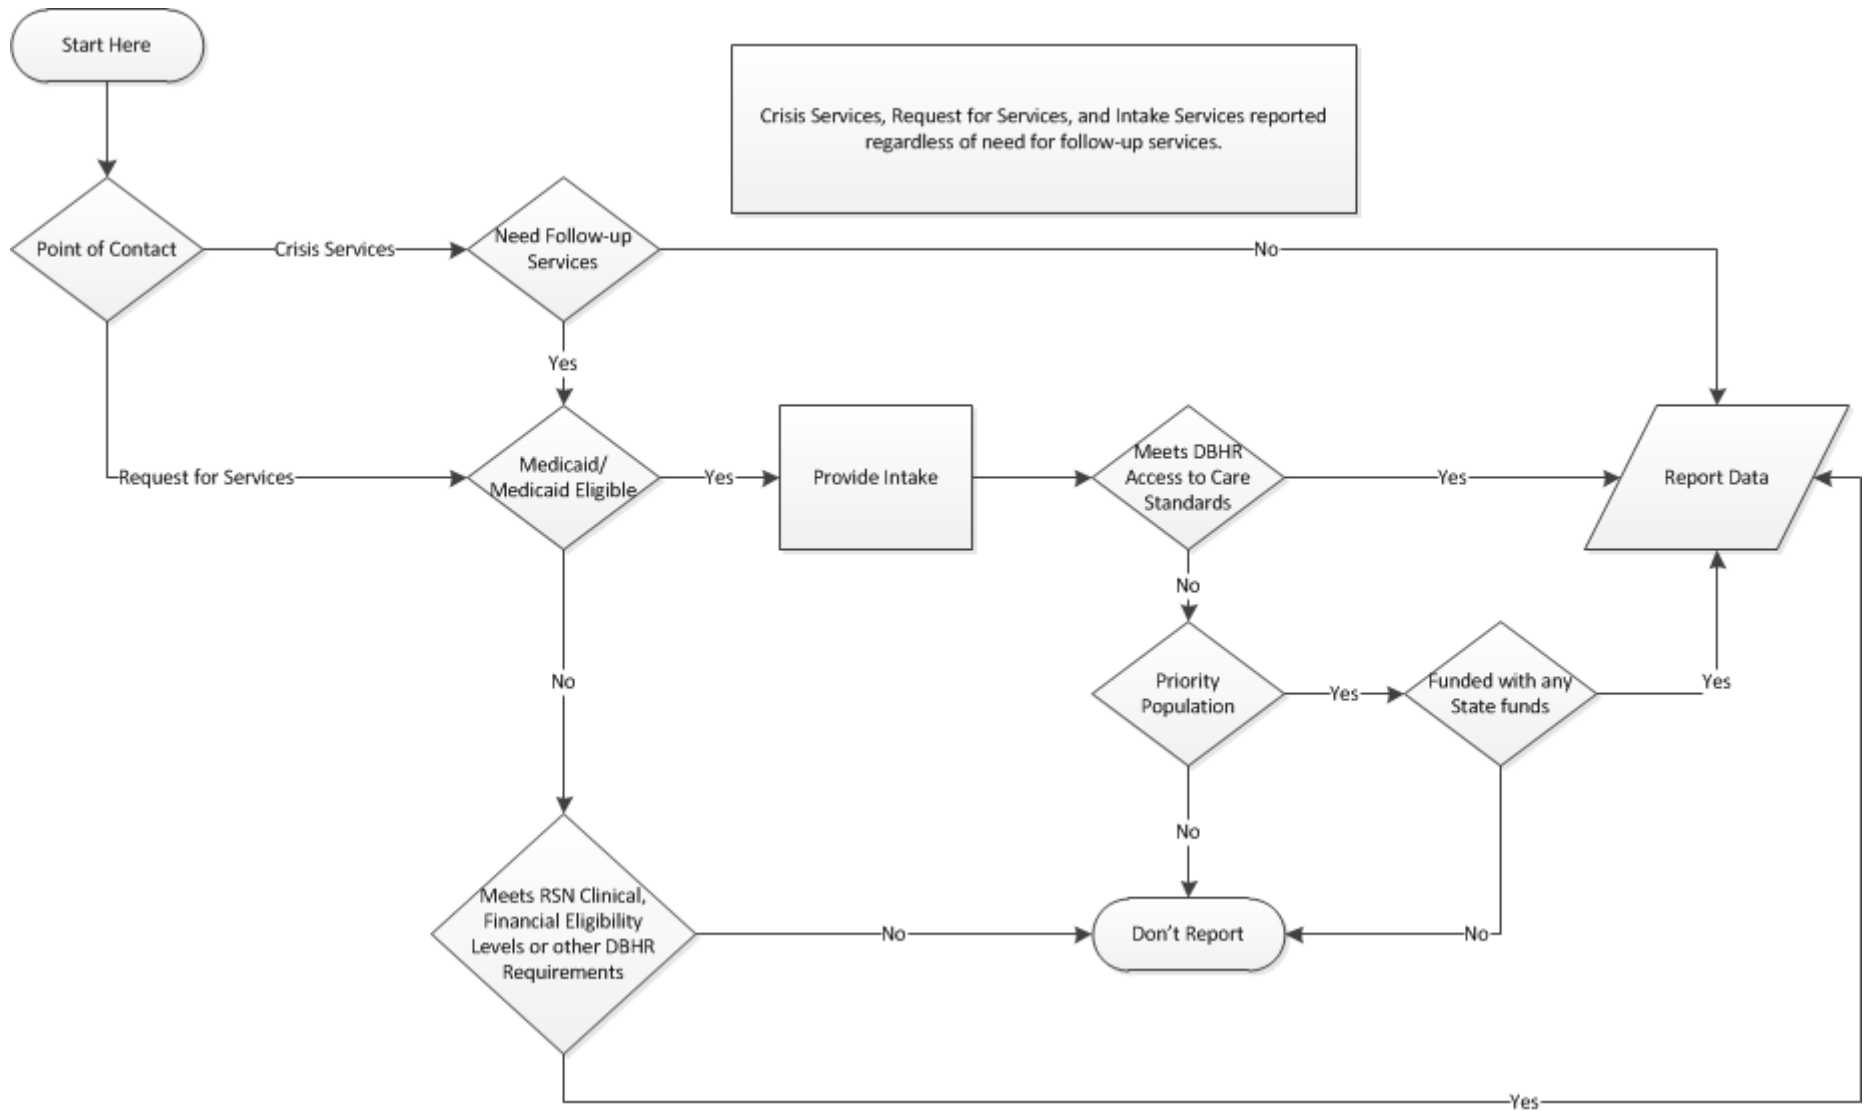 Start Here
Crisis Services, Request for Services, and Intake Services reported
regardless of need for follow-up services.
Point of Contact
Crisis Services
Need Follow-up
Services
No
Yes
Request for Services
Medicaid/
Medicaid Eligible
Yes
Provide Intake
Meets DBHR
Access to Care
Standards
Yes
Report Data
No
No
Priority
Population
Yes
Funded with any
State funds
Yes
No
Meets RSN Clinical,
Financial Eligibility
Levels or other DBHR
Requirements
No
Don't Report
No
Yes